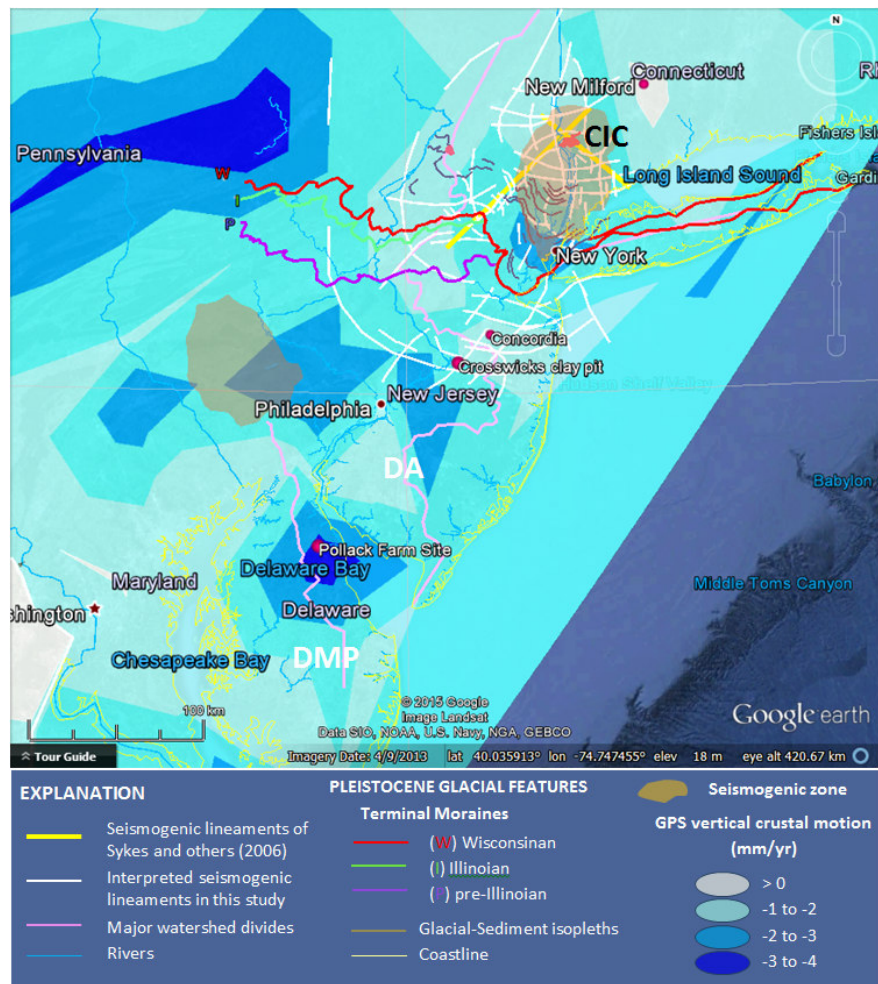 N
Connecticut
New Milford
CIC
Fishers Isl
Pennsylvania
W
Long Island Sound
Gardi
I
P
New York
Concordia
Crosswicks clay pit
Hudson Shelf Valley
New Jersey
Philadelphia
DA
Babylon
Pollack Farm Site
Delaware Bay
Middle Toms Canyon
Maryland
Delaware
shington
DMP
Chesapeake Bay
100 km
© 2015 Google
Image Landsat
Data SIO, NOAA, U.S. Navy, NGA, GEBCO
Google earth
Tour Guide
Imagery Date: 4/9/2013 lat 40.035913° lon -74.747455° elev 18 m eye alt 420.67 km
EXPLANATION
Seismogenic lineaments of
Sykes and others (2006)
Interpreted seismogenic
lineaments in this study
Major watershed divides
Rivers
PLEISTOCENE GLACIAL FEATURES
Terminal Moraines
(W) Wisconsinan
(I) Illinoian
(P) pre-Illinoian
Glacial-Sediment isopleths
Coastline
Seismogenic zone
GPS vertical crustal motion
(mm/yr)
> 0
-1 to -2
-2 to -3
-3 to -4